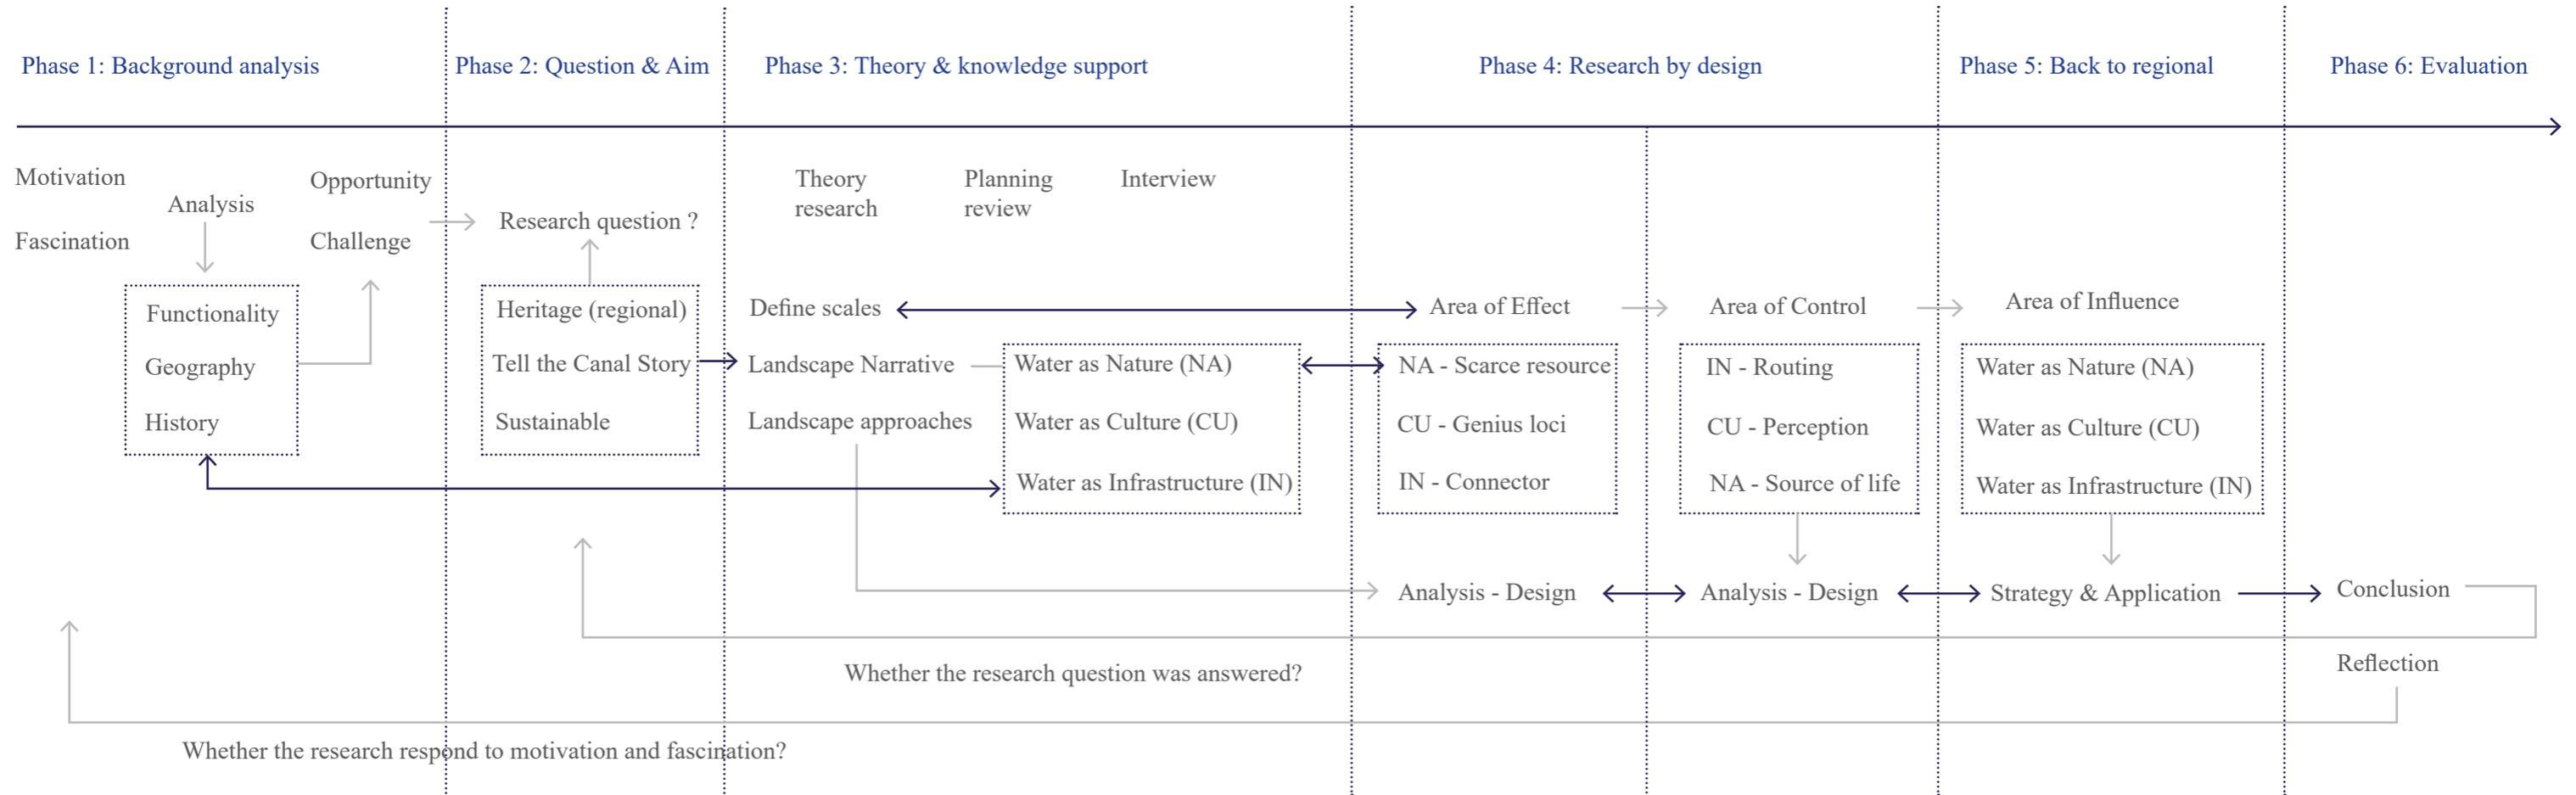 Phase 1: Background analysis
Phase 2: Question & Aim
Phase 3: Theory & knowledge support
Phase 4: Research by design
Phase 5: Back to regional
Phase 6: Evaluation
Motivation
Fascination
Analysis
Functionality
Geography
History
Opportunity
Challenge
Research question ?
Heritage (regional)
Tell the Canal Story
Sustainable
Theory
research
Planning
review
Interview
Define scales
Landscape Narrative
Landscape approaches
Water as Nature (NA)
Water as Culture (CU)
Water as Infrastructure (IN)
Area of Effect
NA - Scarce resource
CU - Genius loci
IN - Connector
Analysis - Design
Area of Control
IN - Routing
CU - Perception
NA - Source of life
Analysis - Design
Area of Influence
Water as Nature (NA)
Water as Culture (CU)
Water as Infrastructure (IN)
Strategy & Application
Conclusion
Reflection
Whether the research question was answered?
Whether the research respond to motivation and fascination?